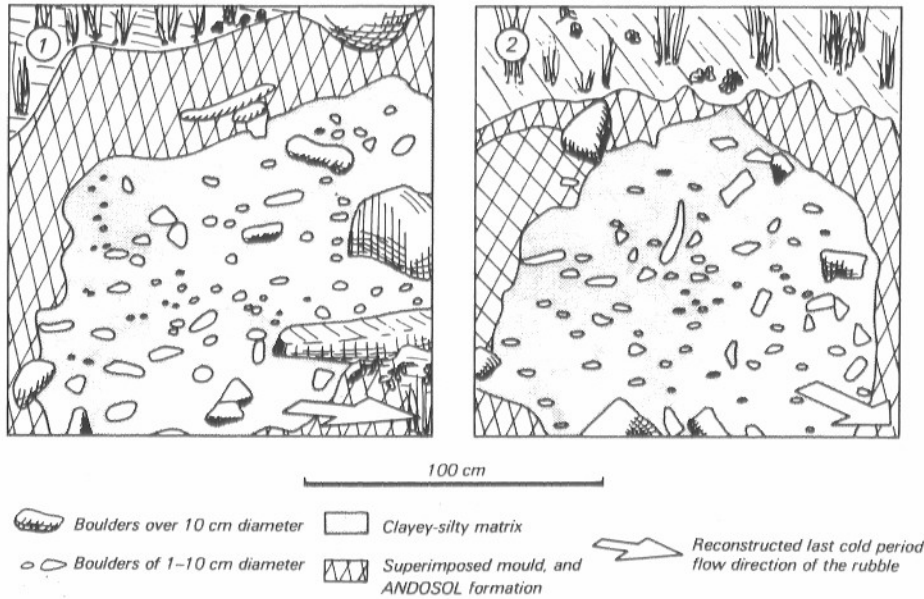 1
2
100 cm
Boulders over 10 cm diameter
Clayey-silty matrix
Boulders of 1–10 cm diameter
Superimposed mould, and
ANDOSOL formation
Reconstructed last cold period
flow direction of the rubble